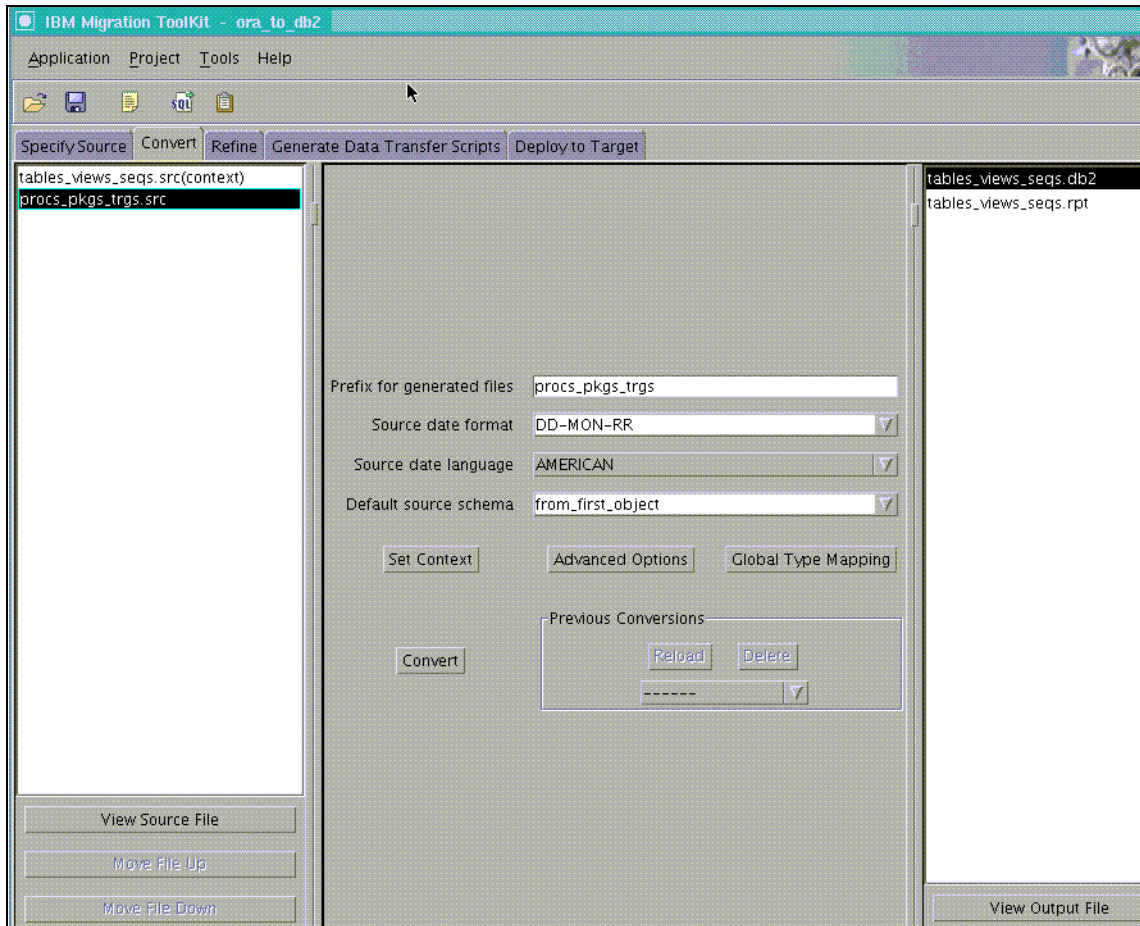 IBM Migration ToolKit - ora_to_db2
Application Project Tools Help
SQL
Specify Source Convert Refine Generate Data Transfer Scripts Deploy to Target
tables_views_seqs.src(context)
procs_pkgs_trgs.src
tables_views_seqs.db2
tables_views_seqs.rpt
Prefix for generated files procs_pkgs_trgs
Source date format DD-MON-RR
Source date language AMERICAN
Default source schema from_first_object
Set Context Advanced Options Global Type Mapping
Previous Conversions
Convert Reload Delete
------
View Source File
Move File Up
Move File Down
View Output File